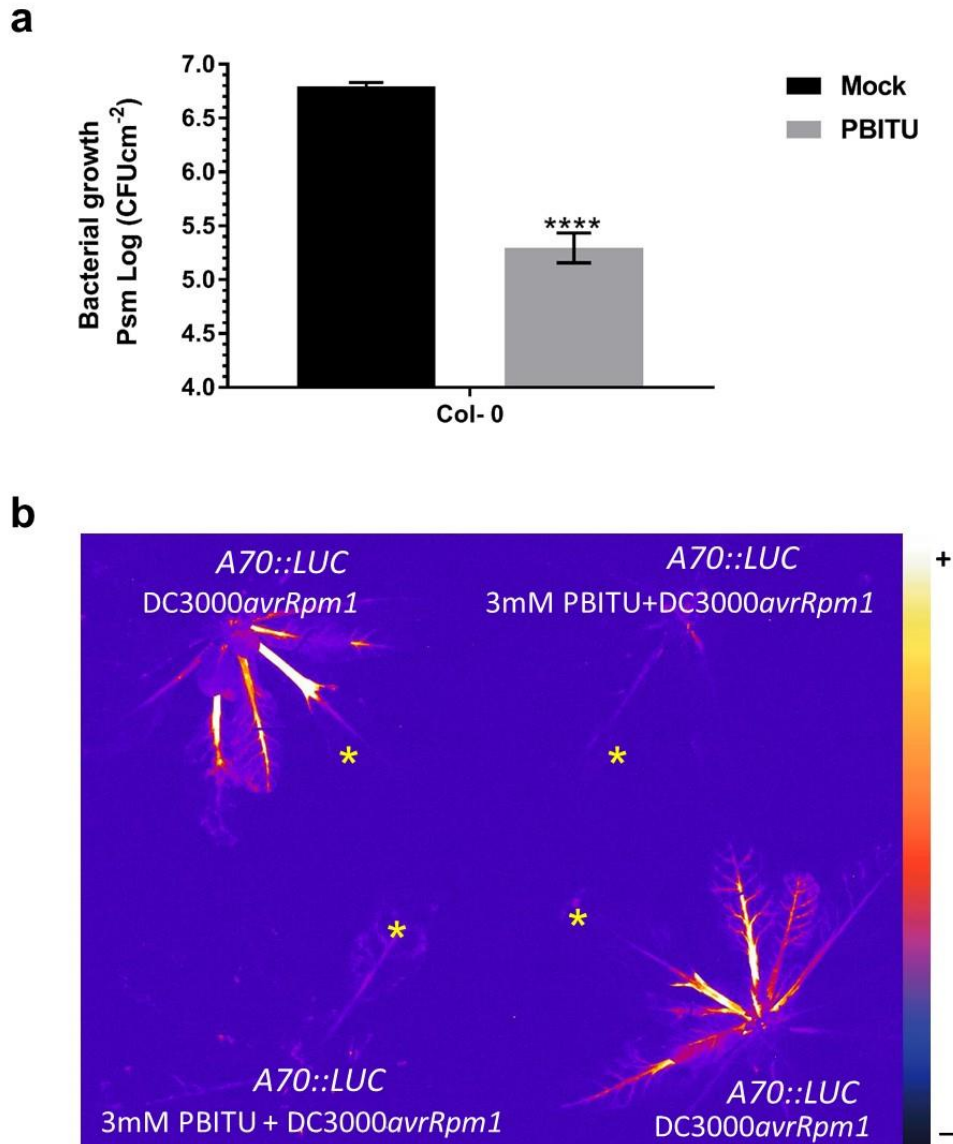 a
7.0
6.5
6.0
5.5
5.0
4.5
4.0
Bacterial growth
Psm Log (CFUcm⁻²)
****
Col- 0
Mock
PBITU
b
A70::LUC
DC3000avrRpm1
A70::LUC
3mM PBITU+DC3000avrRpm1
*
*
*
*
A70::LUC
3mM PBITU + DC3000avrRpm1
A70::LUC
DC3000avrRpm1
+
–